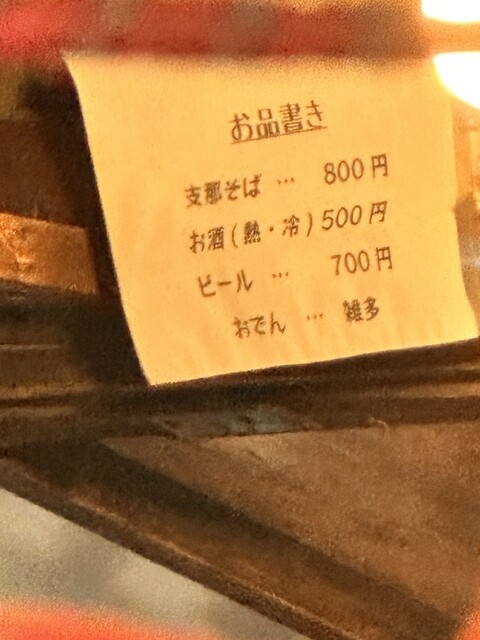 お品書き
支那そば … 800円
お酒(熱・冷)500円
ビール … 700円
おでん … 雑多